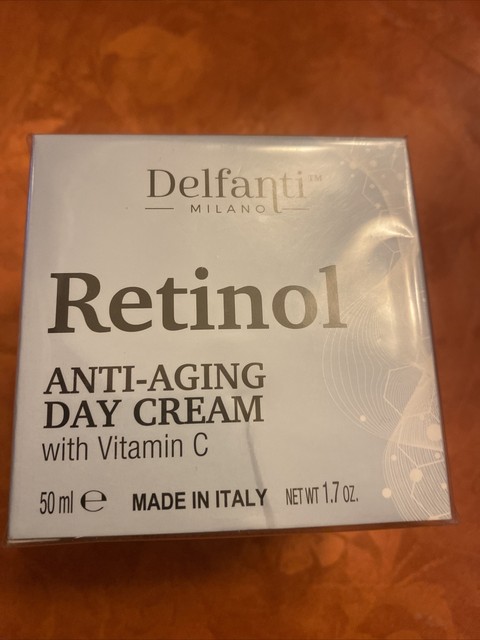 Delfanti™
MILANO
Retinol
ANTI-AGING
DAY CREAM
with Vitamin C
50 ml ℮ MADE IN ITALY NET WT 1.7 OZ.